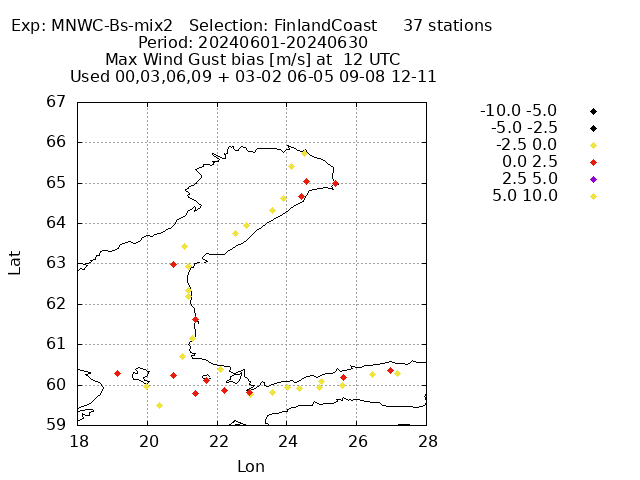 Exp: MNWC-Bs-mix2 Selection: FinlandCoast 37 stations
Period: 20240601-20240630
Max Wind Gust bias [m/s] at 12 UTC
Used 00,03,06,09 + 03-02 06-05 09-08 12-11
-10.0 -5.0
-5.0 -2.5
-2.5 0.0
0.0 2.5
2.5 5.0
5.0 10.0
Lat
67
66
65
64
63
62
61
60
59
18 20 22 24 26 28
Lon